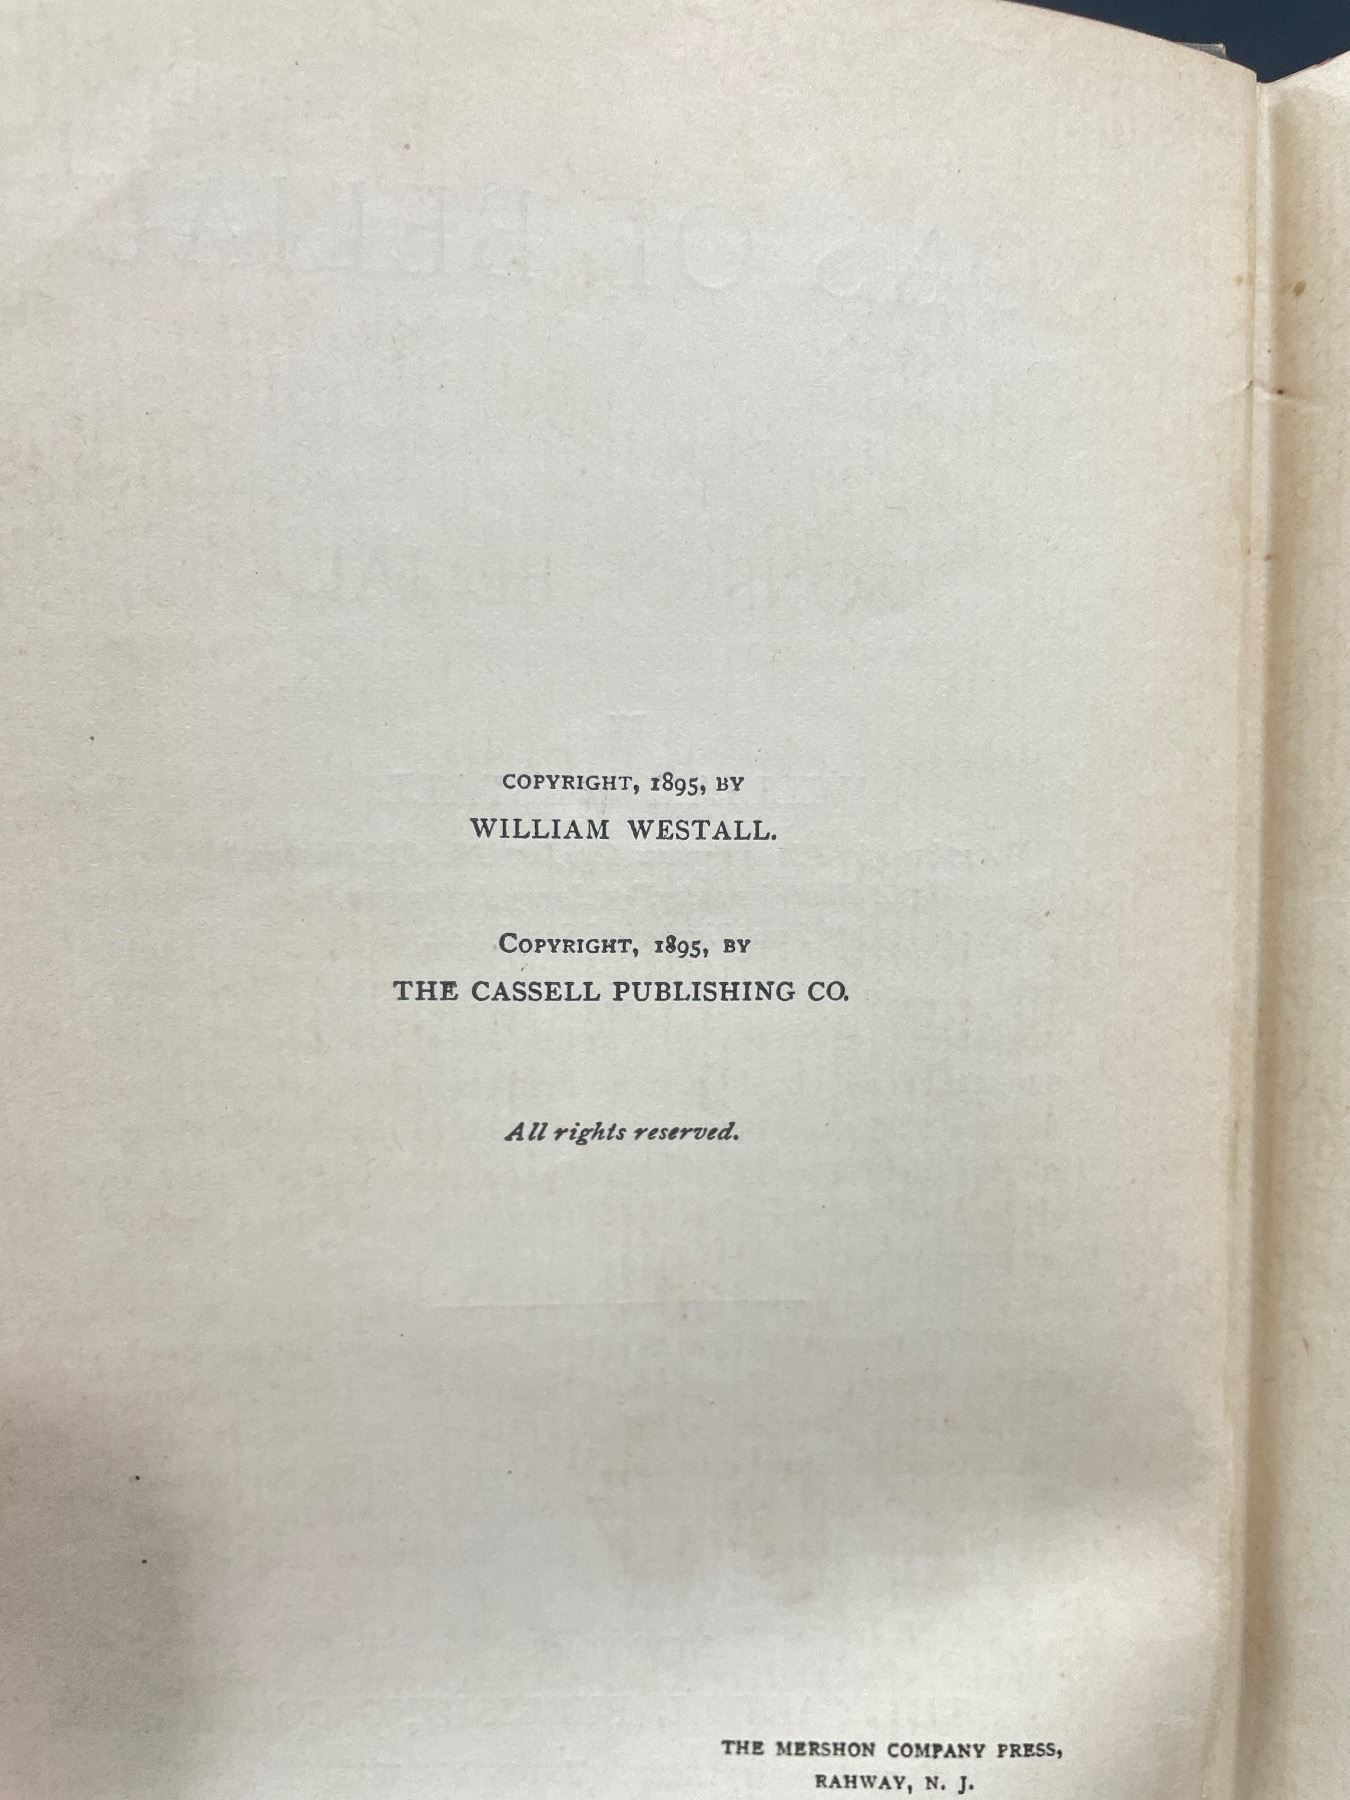 COPYRIGHT, 1895, BY
WILLIAM WESTALL.
COPYRIGHT, 1895, BY
THE CASSELL PUBLISHING CO.
All rights reserved.
THE MERSHON COMPANY PRESS,
RAHWAY, N. J.